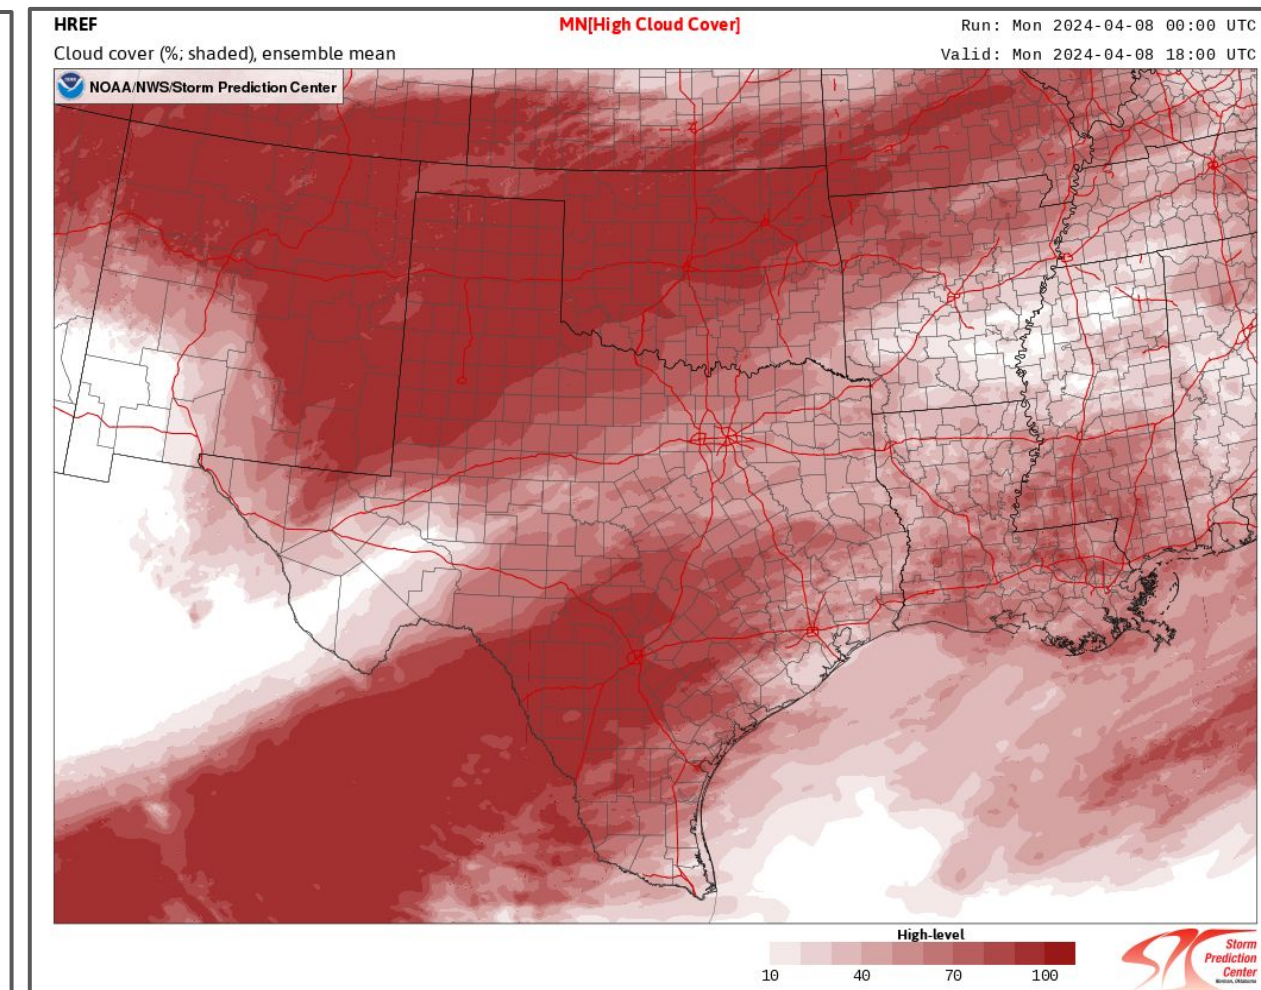 HREF
MN[High Cloud Cover]
Run: Mon 2024-04-08 00:00 UTC
Cloud cover (%; shaded), ensemble mean
Valid: Mon 2024-04-08 18:00 UTC
NOAA/NWS/Storm Prediction Center
High-level
10 40 70 100
Storm
Prediction
Center
Norman, Oklahoma